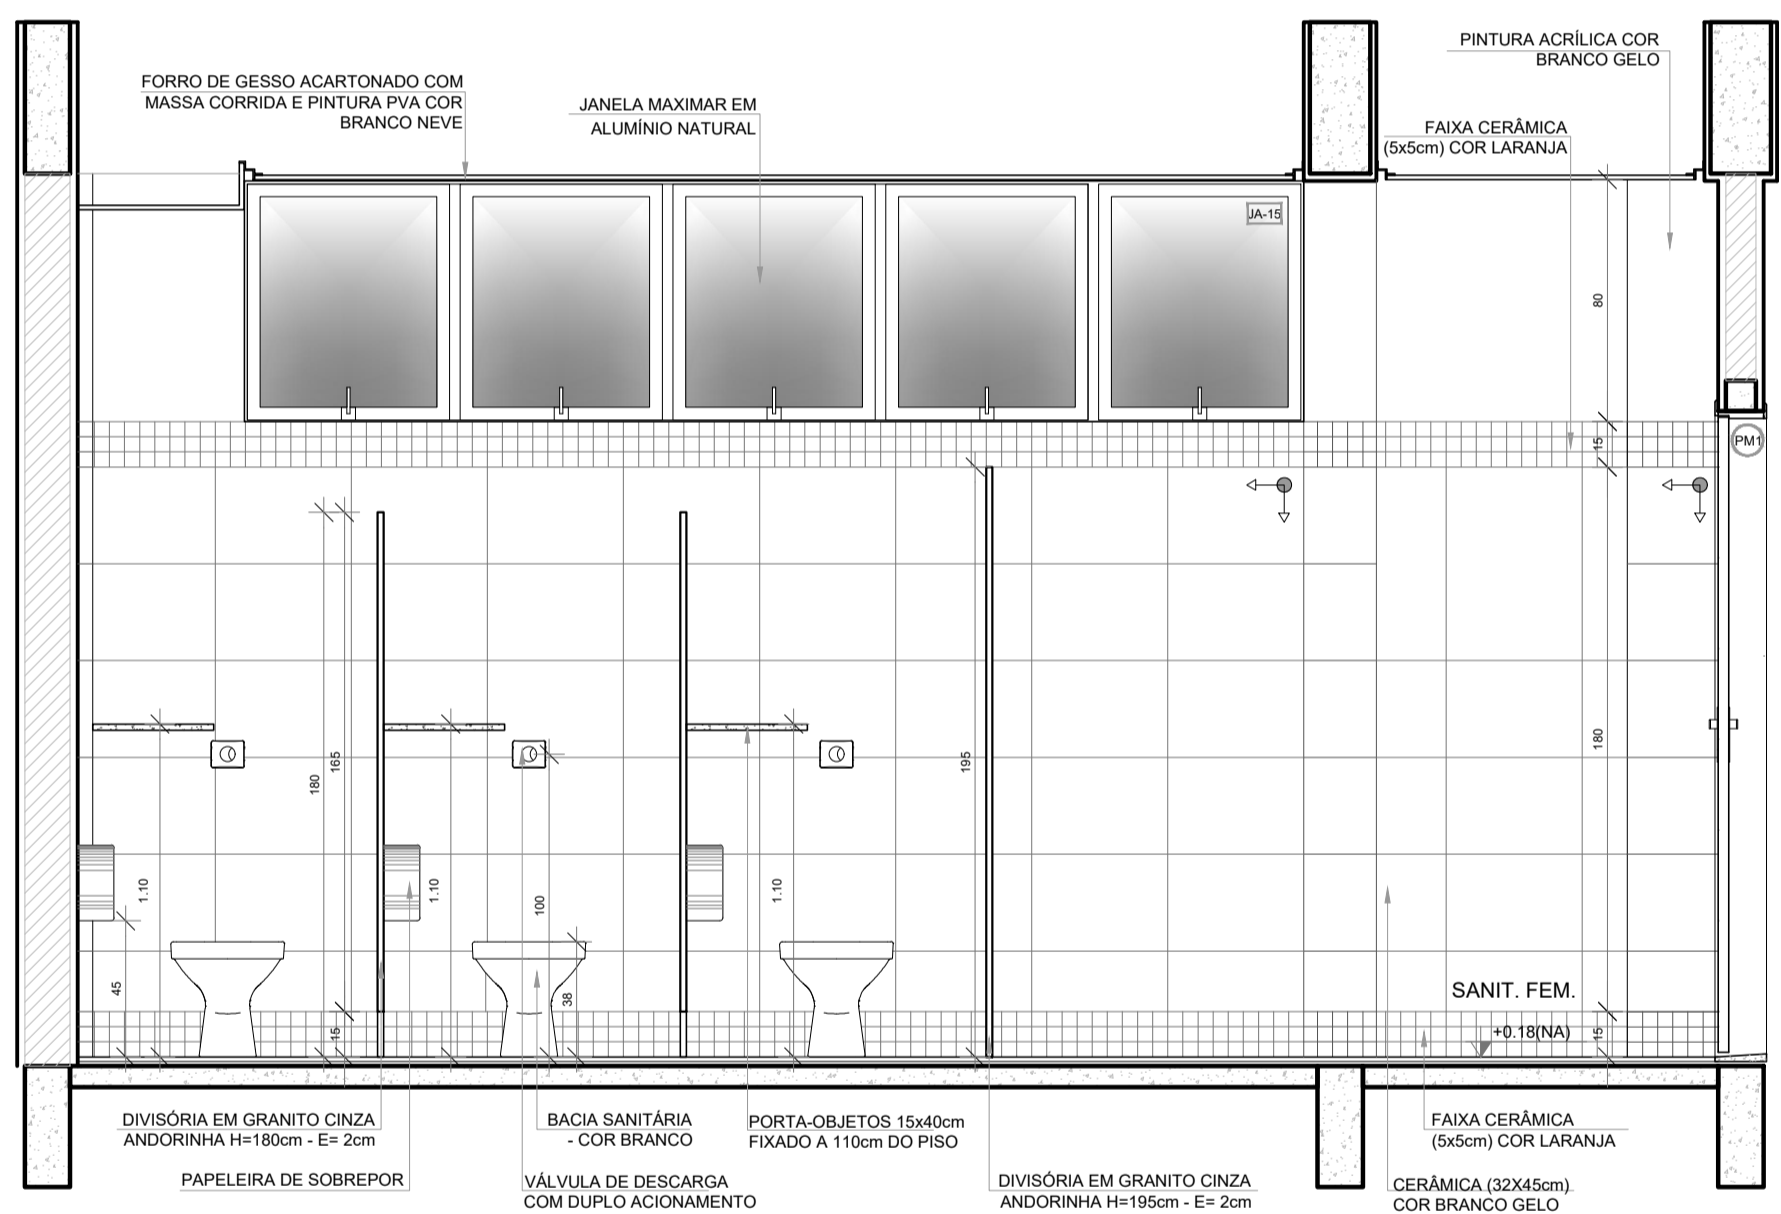 PINTURA ACRÍLICA COR
BRANCO GELO
FORRO DE GESSO ACARTONADO COM
MASSA CORRIDA E PINTURA PVA COR
BRANCO NEVE
JANELA MAXIMAR EM
ALUMÍNIO NATURAL
FAIXA CERÂMICA
(5x5cm) COR LARANJA
JA-15
80
15
PM1
180
165
195
180
1.10
1.10
1.10
100
45
38
15
SANIT. FEM.
+0.18(NA)
15
DIVISÓRIA EM GRANITO CINZA
ANDORINHA H=180cm - E= 2cm
BACIA SANITÁRIA
- COR BRANCO
PORTA-OBJETOS 15x40cm
FIXADO A 110cm DO PISO
FAIXA CERÂMICA
(5x5cm) COR LARANJA
PAPELEIRA DE SOBREPOR
VÁLVULA DE DESCARGA
COM DUPLO ACIONAMENTO
DIVISÓRIA EM GRANITO CINZA
ANDORINHA H=195cm - E= 2cm
CERÂMICA (32X45cm)
COR BRANCO GELO